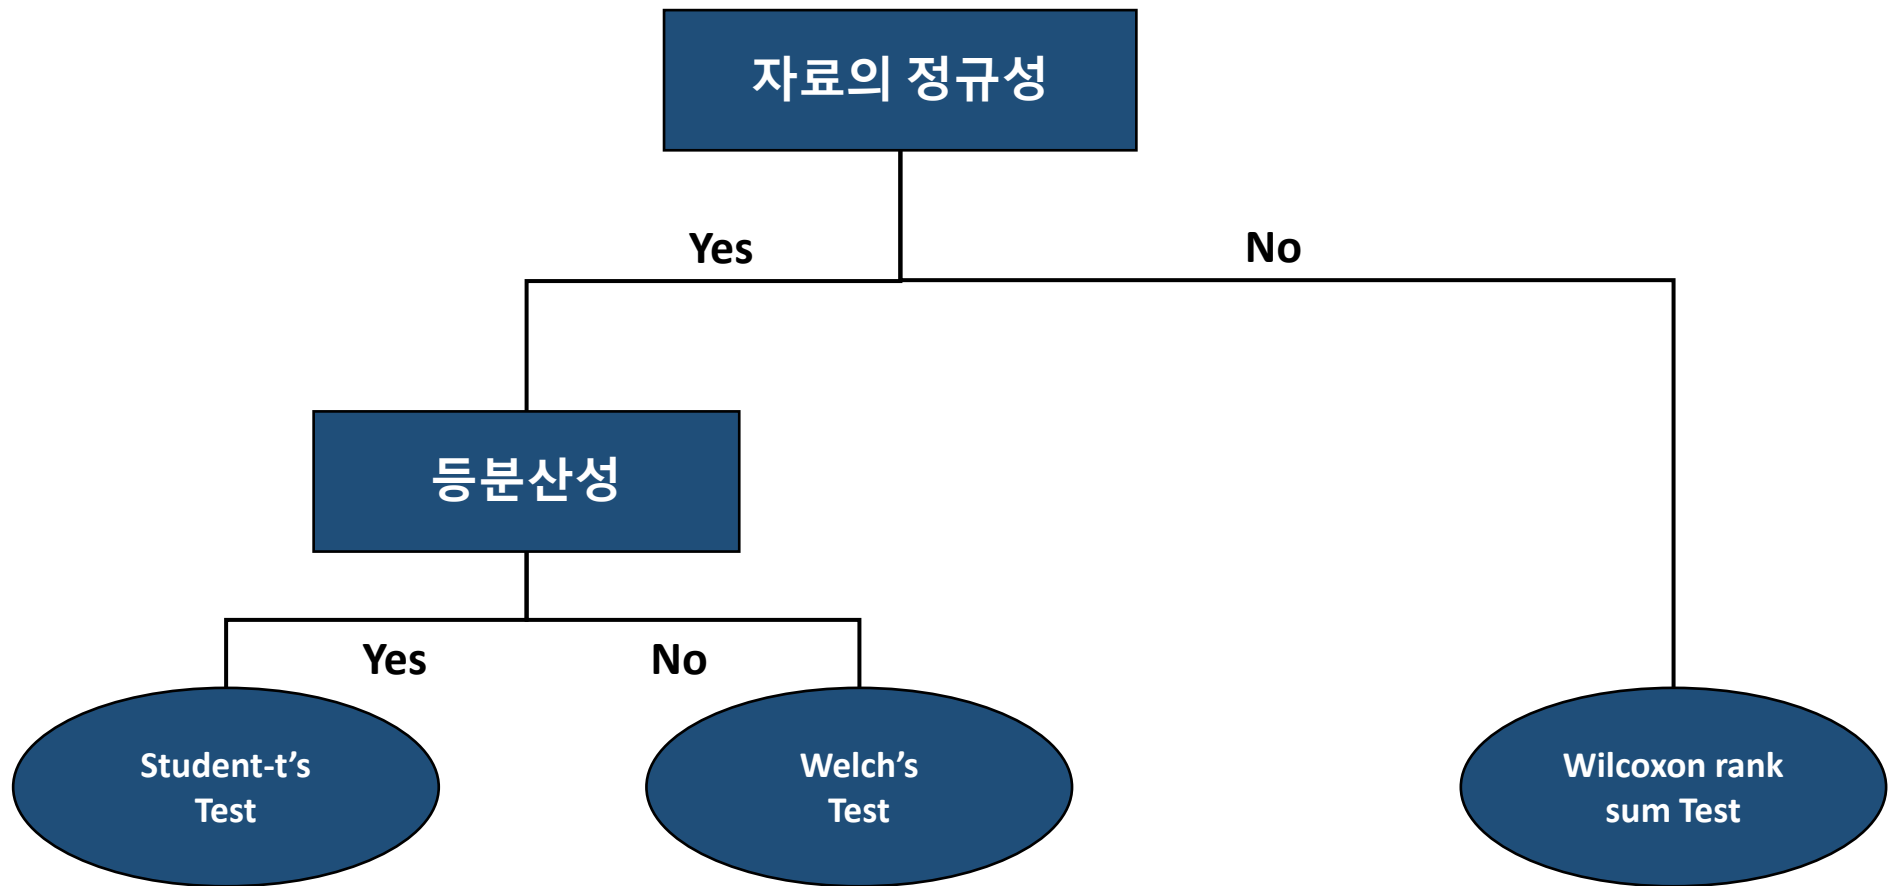 자료의 정규성
Yes
No
등분산성
Yes
No
Student-t’s
Test
Welch’s
Test
Wilcoxon rank
sum Test